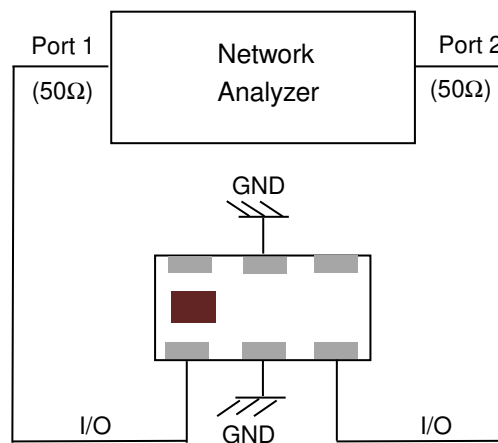 Port 1
Network
Analyzer
Port 2
(50Ω)
(50Ω)
GND
I/O
GND
I/O